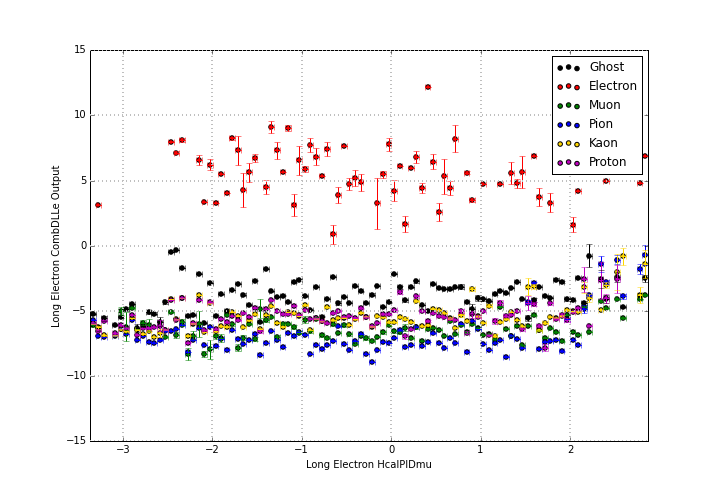 15
10
5
0
−5
−10
−15
−3
−2
−1
0
1
2
Long Electron HcalPIDmu
Long Electron CombDLLe Output
Ghost
Electron
Muon
Pion
Kaon
Proton